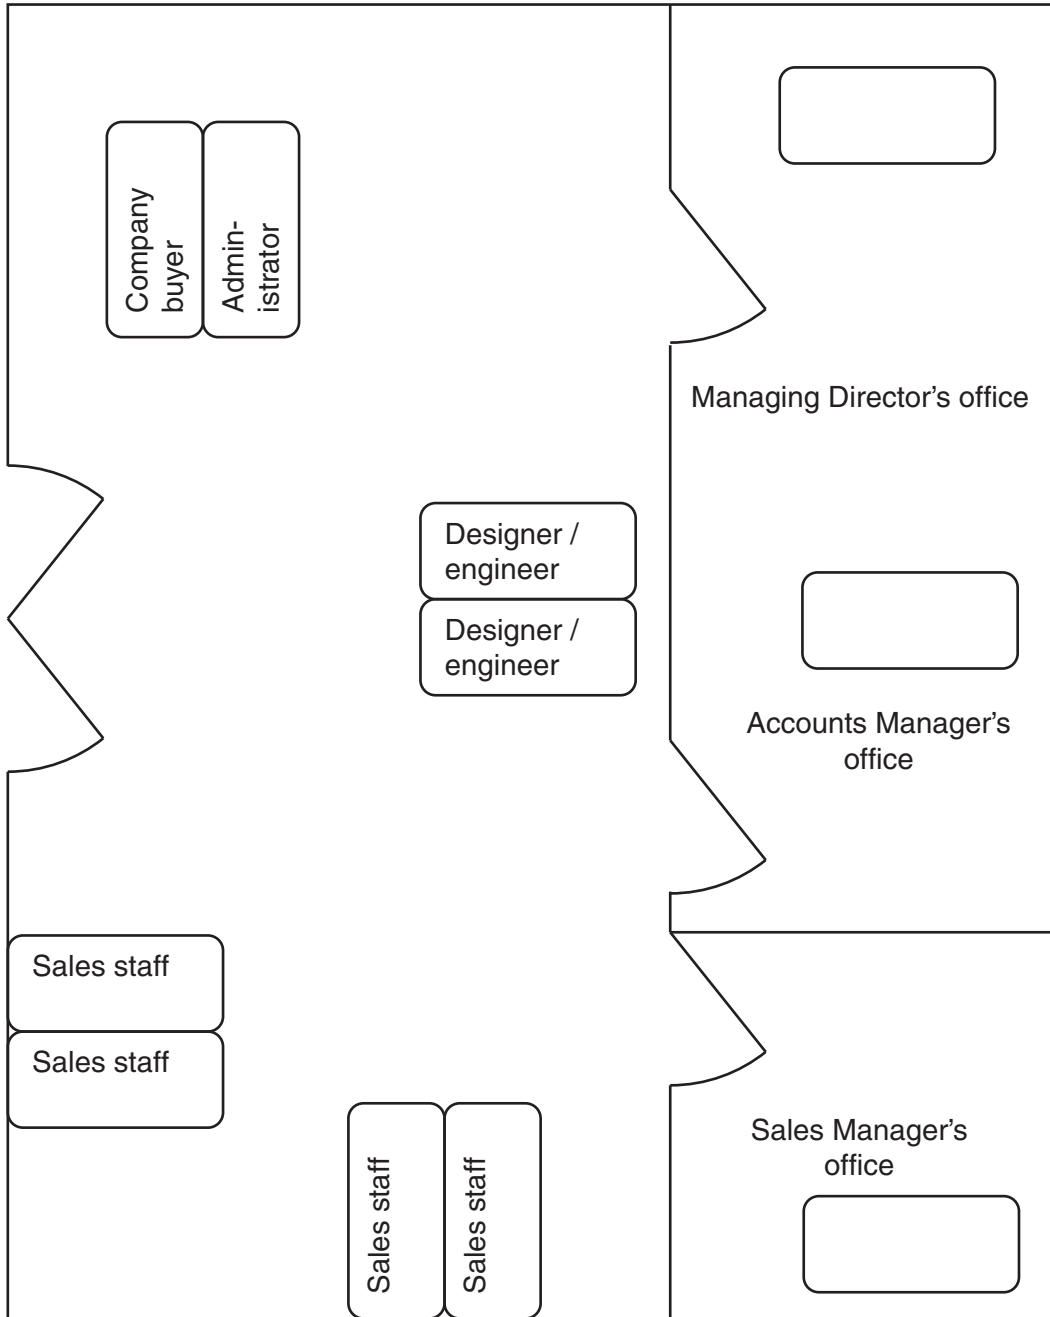 Company
buyer
Admin-
istrator
Managing Director’s office
Designer /
engineer
Designer /
engineer
Accounts Manager’s
office
Sales staff
Sales staff
Sales staff
Sales staff
Sales Manager’s
office